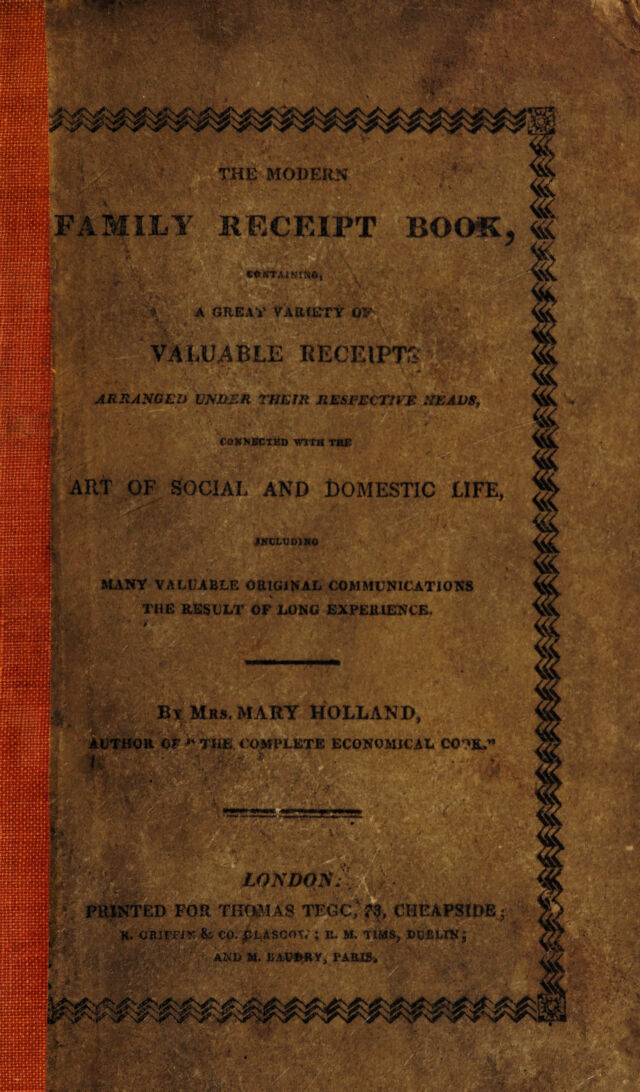 THE MODERN
FAMILY RECEIPT BOOK,
CONTAINING,
A GREAT VARIETY OF
VALUABLE RECEIPTS
ARRANGED UNDER THEIR RESPECTIVE HEADS,
CONNECTED WITH THE
ART OF SOCIAL AND DOMESTIC LIFE,
INCLUDING
MANY VALUABLE ORIGINAL COMMUNICATIONS
THE RESULT OF LONG EXPERIENCE.
BY MRS. MARY HOLLAND,
AUTHOR OF "THE COMPLETE ECONOMICAL COOK."
LONDON:
PRINTED FOR THOMAS TEGG, 73, CHEAPSIDE;
R. GRIFFIN & CO. GLASGOW; R. M. TIMS, DUBLIN;
AND M. BAUDRY, PARIS.